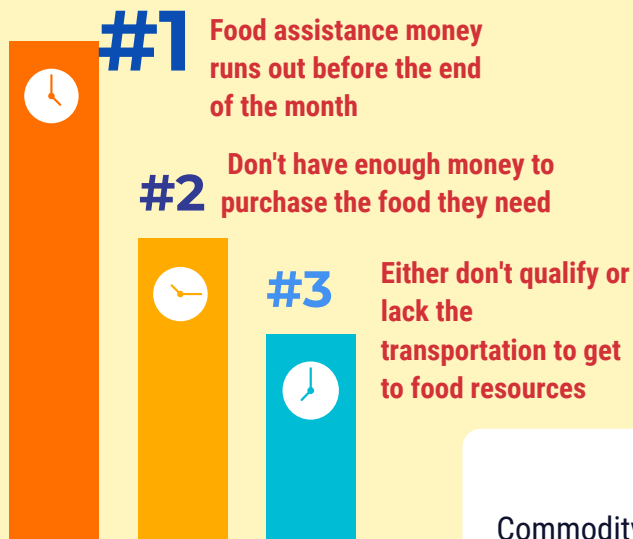 #1
Food assistance money
runs out before the end
of the month
#2
Don't have enough money to
purchase the food they need
#3
Either don't qualify or
lack the
transportation to get
to food resources
Commodity